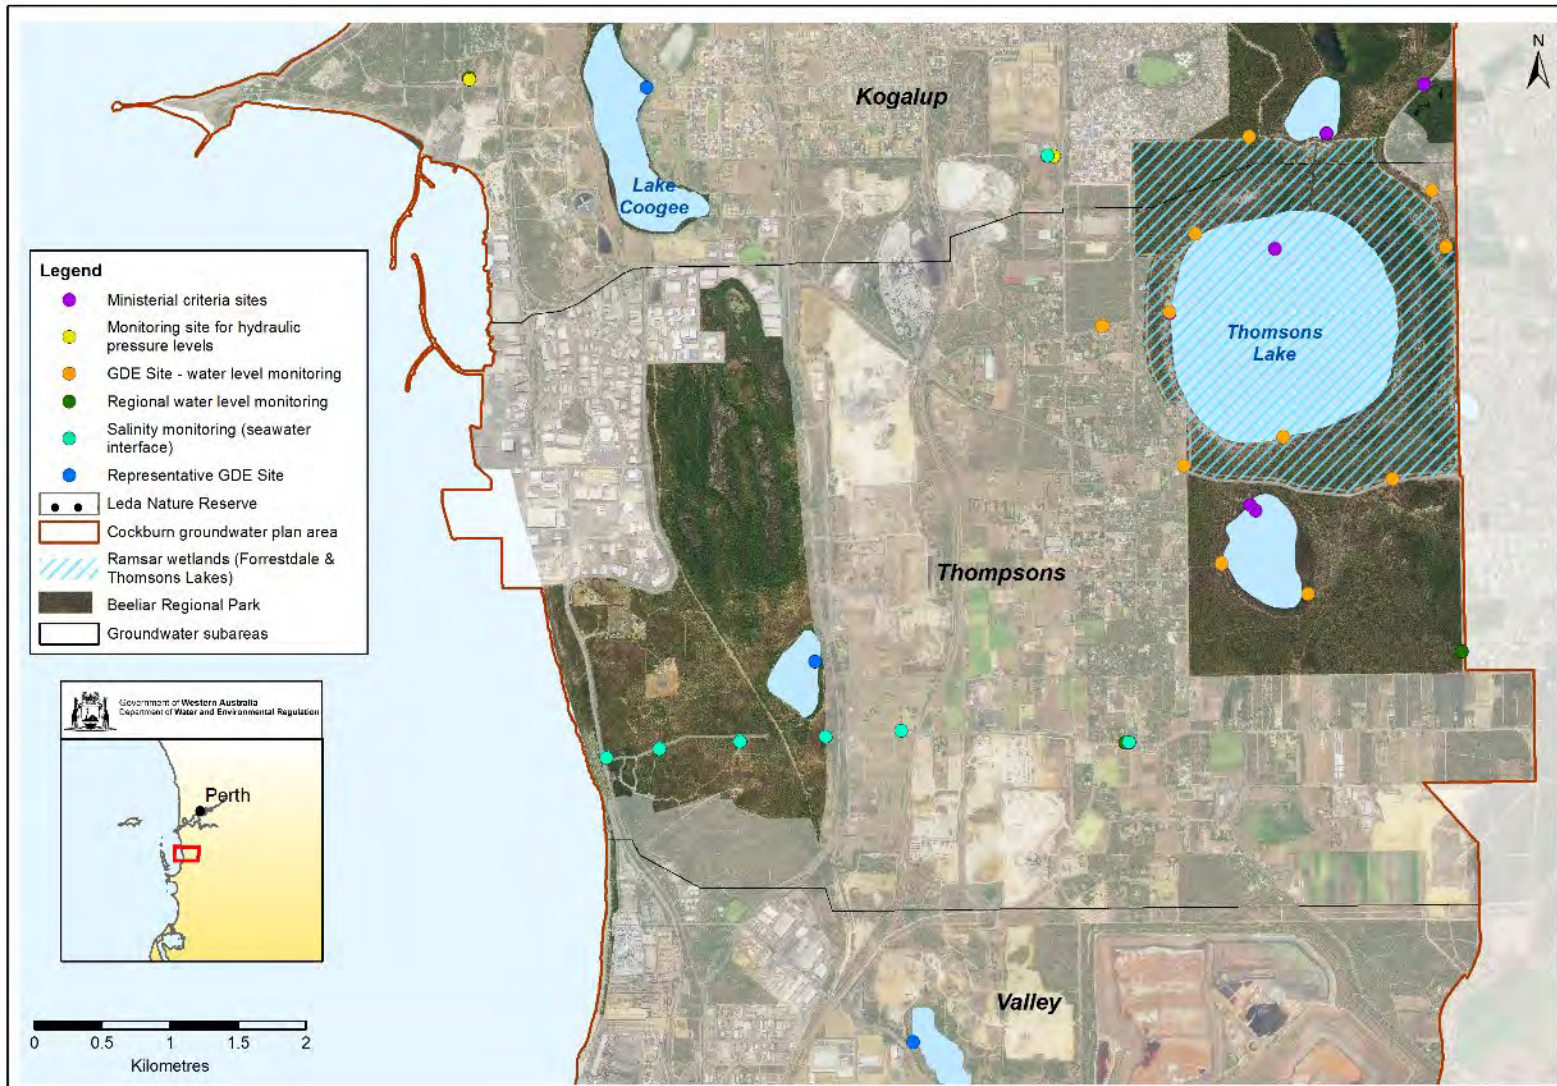 N
Kogalup
Lake
Coogee
Thomsons
Lake
Thompsons
Valley
Legend
Ministerial criteria sites
Monitoring site for hydraulic
pressure levels
GDE Site - water level monitoring
Regional water level monitoring
Salinity monitoring (seawater
interface)
Representative GDE Site
Leda Nature Reserve
Cockburn groundwater plan area
Ramsar wetlands (Forrestdale &
Thomsons Lakes)
Beeliar Regional Park
Groundwater subareas
Government of Western Australia
Department of Water and Environmental Regulation
Perth
0 0.5 1 1.5 2
Kilometres